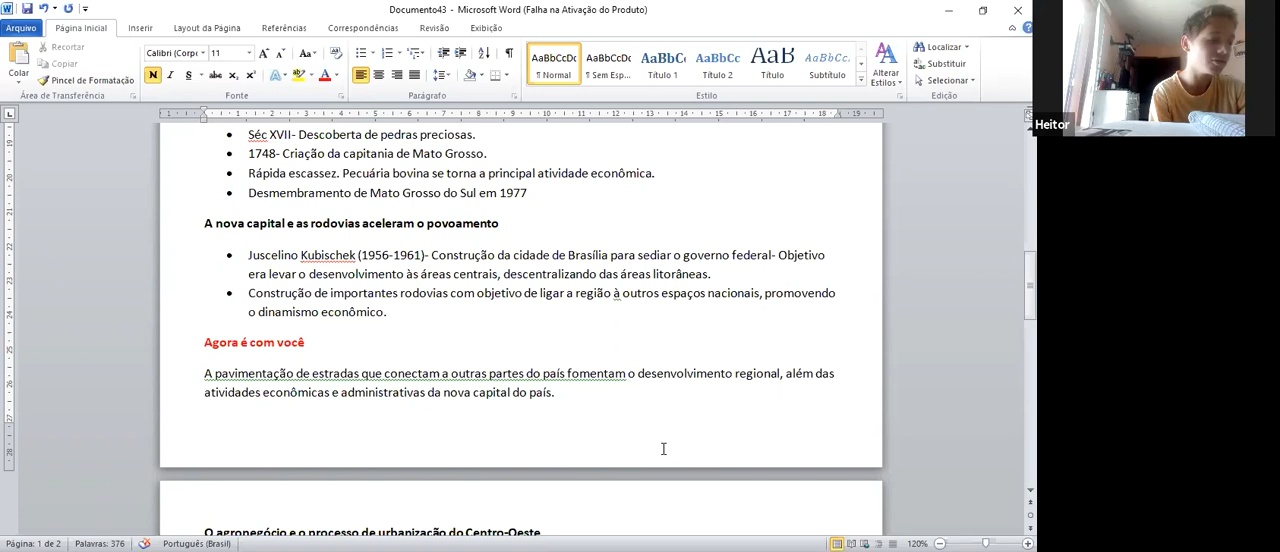 Documento43 - Microsoft Word (Falha na Ativação do Produto)
Arquivo Página Inicial Inserir Layout da Página Referências Correspondências Revisão Exibição
Colar
Recortar
Copiar
Pincel de Formatação
Área de Transferência
Calibri (Corpo 11
N I S abc x₂ x²
Fonte
Parágrafo
AaBbCcDc AaBbCcDc AaBbC AaBbCc AaB AaBbCc.
¶ Normal ¶ Sem Esp... Título 1 Título 2 Título Subtítulo
Alterar
Estilos
Estilo
Localizar
Substituir
Selecionar
Edição
Heitor
Séc XVII- Descoberta de pedras preciosas.
1748- Criação da capitania de Mato Grosso.
Rápida escassez. Pecuária bovina se torna a principal atividade econômica.
Desmembramento de Mato Grosso do Sul em 1977
A nova capital e as rodovias aceleram o povoamento
Juscelino Kubischek (1956-1961)- Construção da cidade de Brasília para sediar o governo federal- Objetivo
era levar o desenvolvimento às áreas centrais, descentralizando das áreas litorâneas.
Construção de importantes rodovias com objetivo de ligar a região à outros espaços nacionais, promovendo
o dinamismo econômico.
Agora é com você
A pavimentação de estradas que conectam a outras partes do país fomentam o desenvolvimento regional, além das
atividades econômicas e administrativas da nova capital do país.
O agronegócio e o processo de urbanização do Centro-Oeste
Página: 1 de 2 Palavras: 376 Português (Brasil) 120%